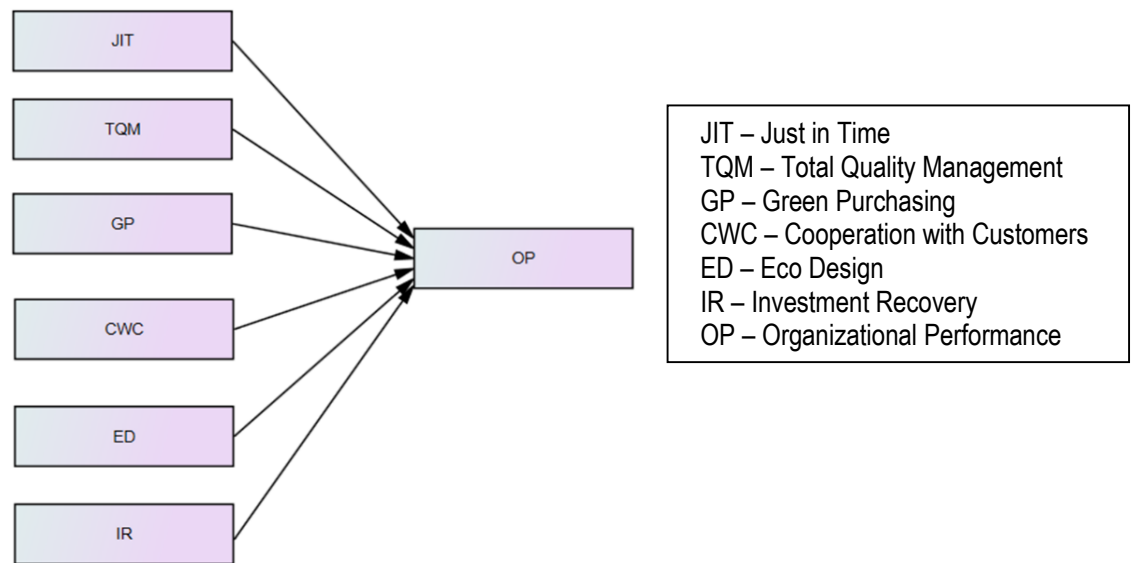 JIT
TQM
GP
CWC
ED
IR
OP
JIT – Just in Time
TQM – Total Quality Management
GP – Green Purchasing
CWC – Cooperation with Customers
ED – Eco Design
IR – Investment Recovery
OP – Organizational Performance